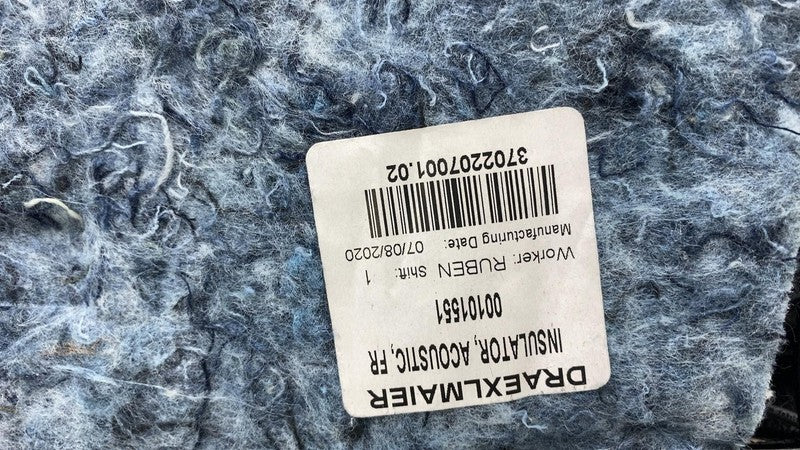 DRAEXLMAIER
INSULATOR, ACOUSTIC, FR
00101551
Worker: RUBEN Shift: 1
Manufacturing Date: 07/08/2020
3702207001.02